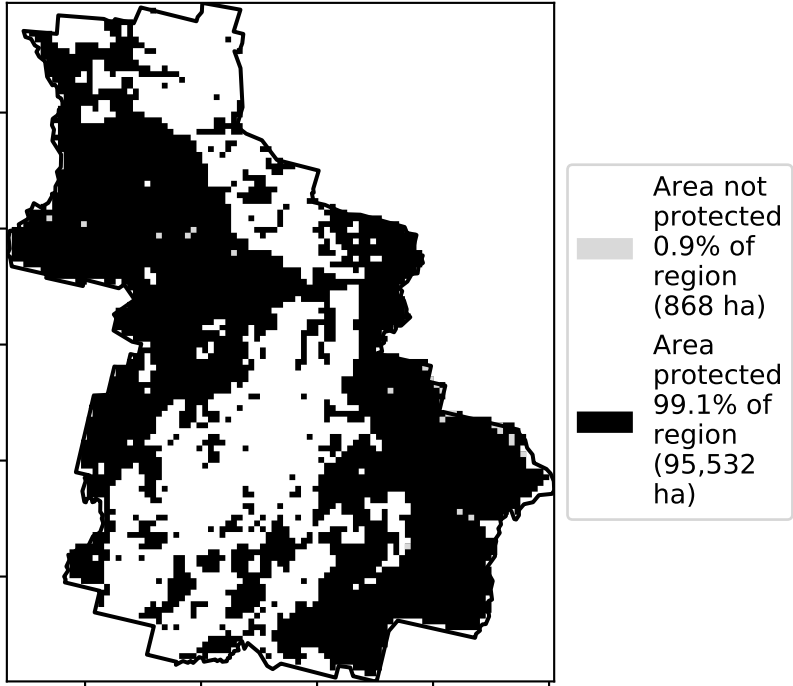 Area not
protected
0.9% of
region
(868 ha)
Area
protected
99.1% of
region
(95,532
ha)